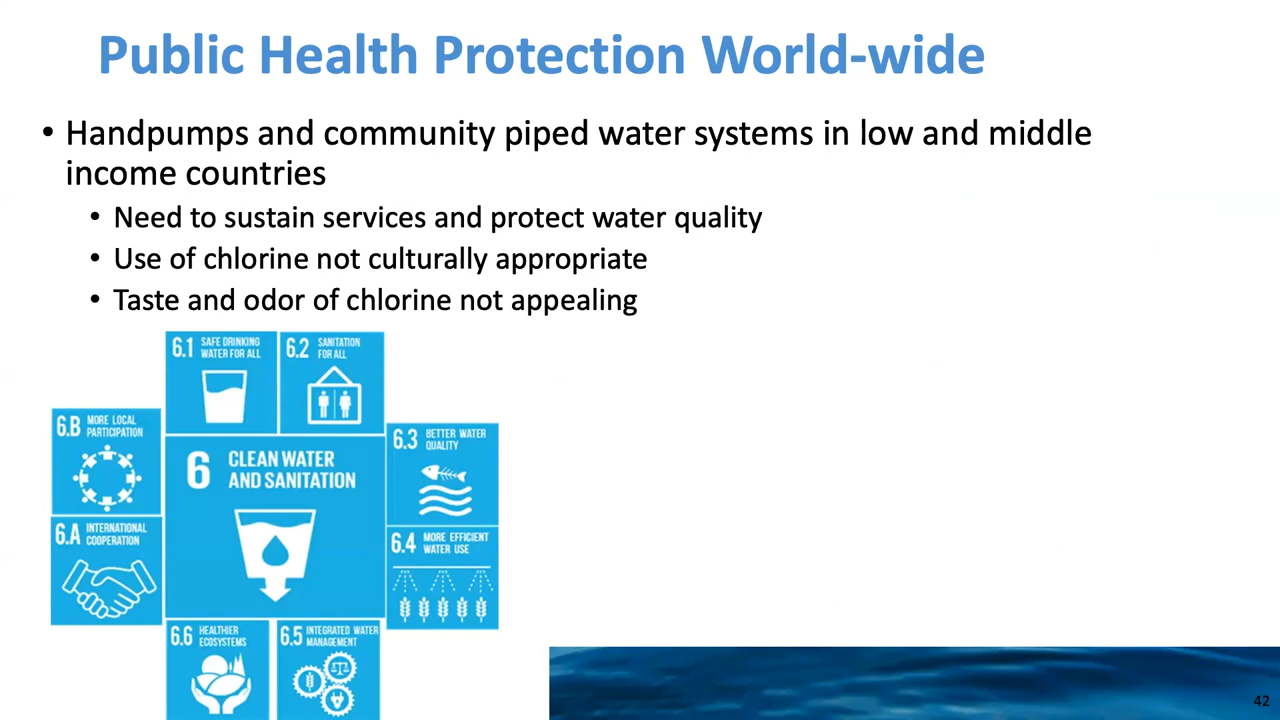 Public Health Protection World-wide
• Handpumps and community piped water systems in low and middle
income countries
• Need to sustain services and protect water quality
• Use of chlorine not culturally appropriate
• Taste and odor of chlorine not appealing
6.1 SAFE DRINKING
WATER FOR ALL
6.2 SANITATION
FOR ALL
6.B MORE LOCAL
PARTICIPATION
6 CLEAN WATER
AND SANITATION
6.3 BETTER WATER
QUALITY
6.A INTERNATIONAL
COOPERATION
6.4 MORE EFFICIENT
WATER USE
6.6 HEALTHIER
ECOSYSTEMS
6.5 INTEGRATED WATER
MANAGEMENT
42